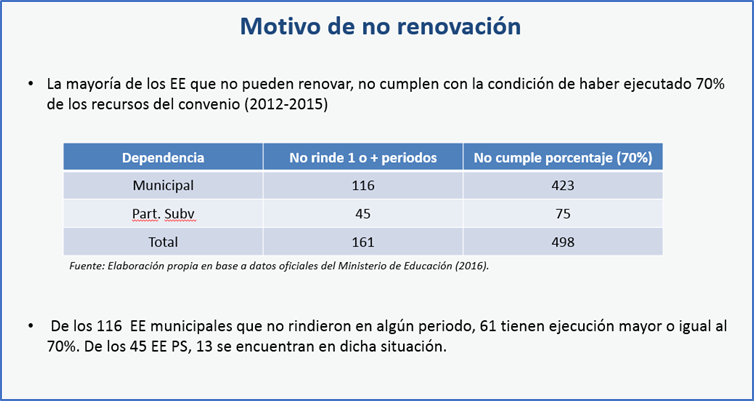 Motivo de no renovación
• La mayoría de los EE que no pueden renovar, no cumplen con la condición de haber ejecutado 70%
de los recursos del convenio (2012-2015)
Dependencia No rinde 1 o + periodos No cumple porcentaje (70%)
Municipal 116 423
Part. Subv 45 75
Total 161 498
Fuente: Elaboración propia en base a datos oficiales del Ministerio de Educación (2016).
• De los 116 EE municipales que no rindieron en algún periodo, 61 tienen ejecución mayor o igual al
70%. De los 45 EE PS, 13 se encuentran en dicha situación.